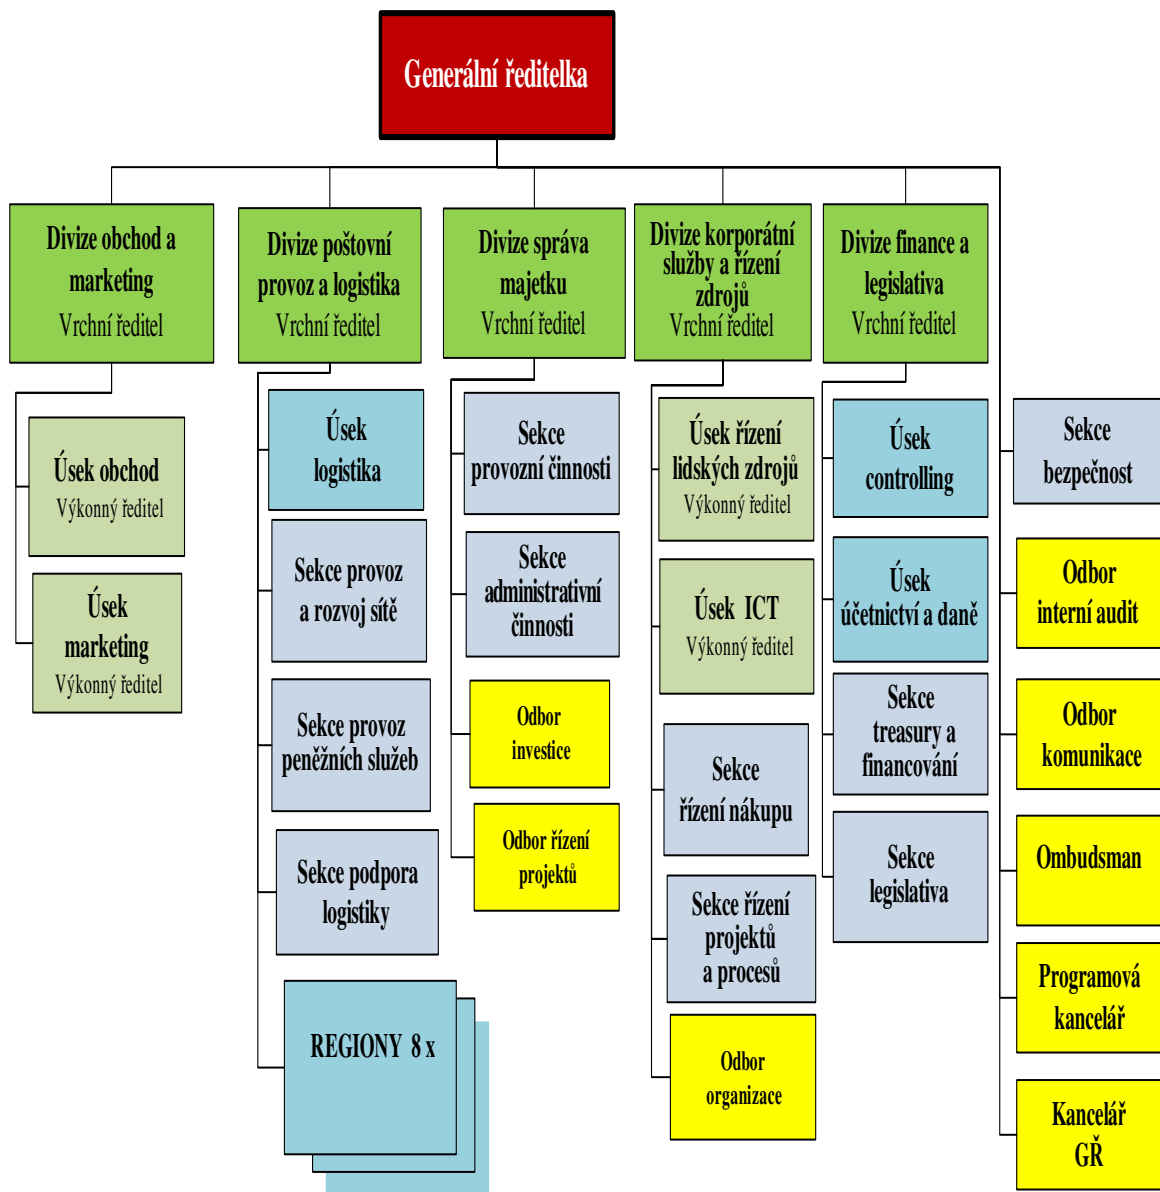 Generální ředitelka
Divize obchod a
marketing
Vrchní ředitel
Úsek obchod
Výkonný ředitel
Úsek
marketing
Výkonný ředitel
Divize poštovní
provoz a logistika
Vrchní ředitel
Úsek
logistika
Sekce provoz
a rozvoj sítě
Sekce provoz
peněžních služeb
Sekce podpora
logistiky
REGIONY 8 x
Divize správa
majetku
Vrchní ředitel
Sekce
provozní činnosti
Sekce
administrativní
činnosti
Odbor
investice
Odbor řízení
projektů
Divize korporátní
služby a řízení
zdrojů
Vrchní ředitel
Úsek řízení
lidských zdrojů
Výkonný ředitel
Úsek ICT
Výkonný ředitel
Sekce
řízení nákupu
Sekce řízení
projektů
a procesů
Odbor
organizace
Divize finance a
legislativa
Vrchní ředitel
Úsek
controlling
Úsek
účetnictví a daně
Sekce
treasury a
financování
Sekce
legislativa
Sekce
bezpečnost
Odbor
interní audit
Odbor
komunikace
Ombudsman
Programová
kancelář
Kancelář
GŘ